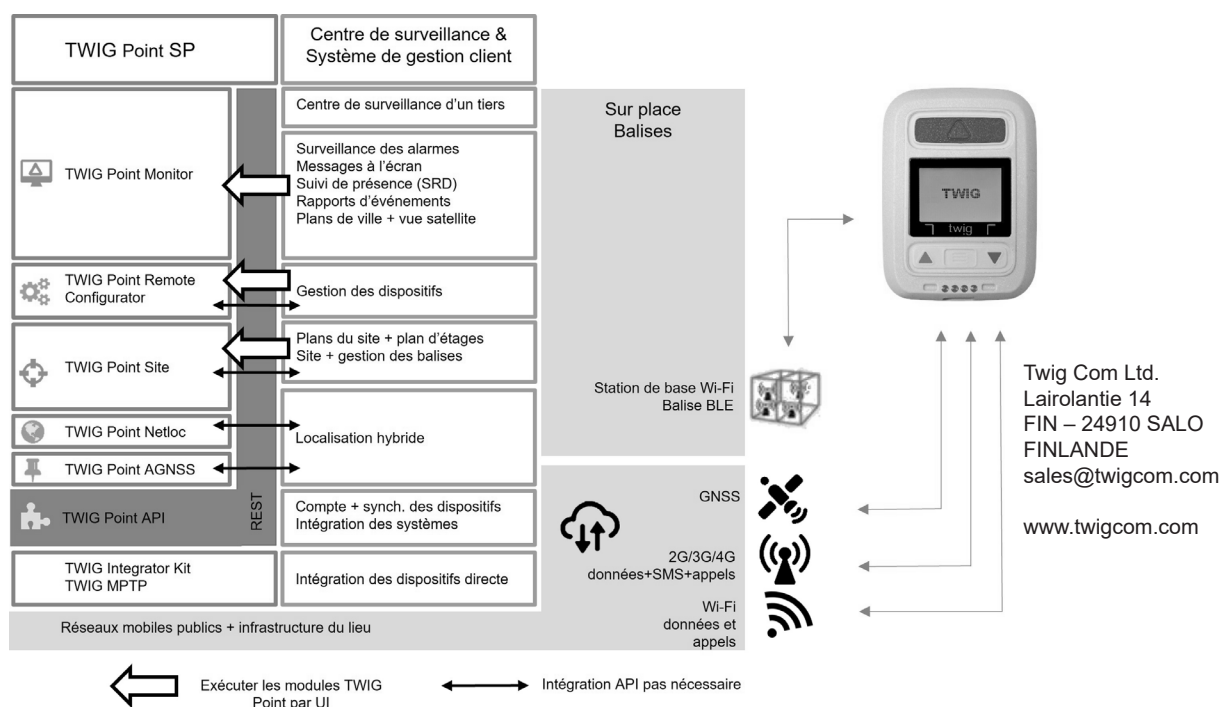 TWIG Point SP
Centre de surveillance &
Système de gestion client
Centre de surveillance d'un tiers
TWIG Point Monitor
Surveillance des alarmes
Messages à l'écran
Suivi de présence (SRD)
Rapports d'événements
Plans de ville + vue satellite
TWIG Point Remote
Configurator
Gestion des dispositifs
TWIG Point Site
Plans du site + plan d'étages
Site + gestion des balises
TWIG Point Netloc
Localisation hybride
TWIG Point AGNSS
TWIG Point API
REST
Compte + synch. des dispositifs
Intégration des systèmes
TWIG Integrator Kit
TWIG MPTP
Intégration des dispositifs directe
Réseaux mobiles publics + infrastructure du lieu
Sur place
Balises
Station de base Wi-Fi
Balise BLE
GNSS
2G/3G/4G
données+SMS+appels
Wi-Fi
données et
appels
TWIG
twig
Twig Com Ltd.
Lairolantie 14
FIN – 24910 SALO
FINLANDE
sales@twigcom.com
www.twigcom.com
Exécuter les modules TWIG
Point par UI
Intégration API pas nécessaire